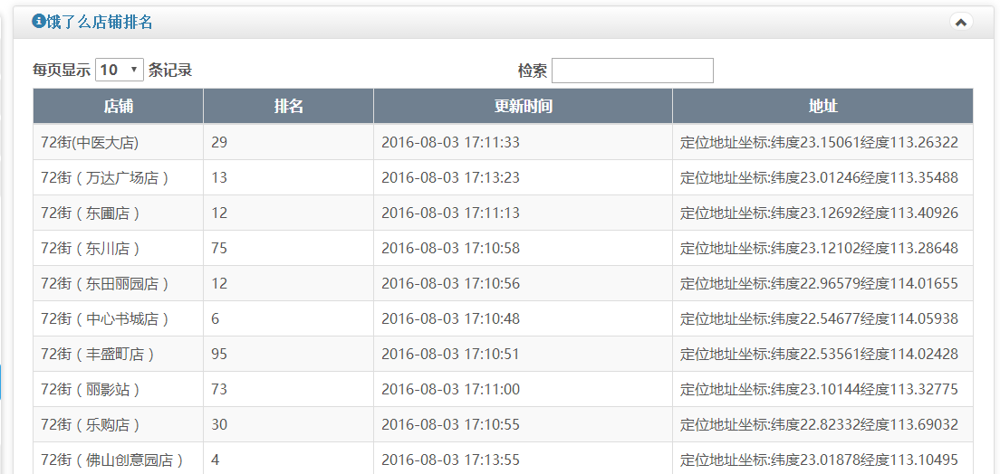 饿了么店铺排名
每页显示 10 条记录 检索
店铺 排名 更新时间 地址
72街(中医大店) 29 2016-08-03 17:11:33 定位地址坐标:纬度23.15061经度113.26322
72街（万达广场店） 13 2016-08-03 17:13:23 定位地址坐标:纬度23.01246经度113.35488
72街（东圃店） 12 2016-08-03 17:11:13 定位地址坐标:纬度23.12692经度113.40926
72街（东川店） 75 2016-08-03 17:10:58 定位地址坐标:纬度23.12102经度113.28648
72街（东田丽园店） 12 2016-08-03 17:10:56 定位地址坐标:纬度22.96579经度114.01655
72街（中心书城店） 6 2016-08-03 17:10:48 定位地址坐标:纬度22.54677经度114.05938
72街（丰盛町店） 95 2016-08-03 17:10:51 定位地址坐标:纬度22.53561经度114.02428
72街（丽影站） 73 2016-08-03 17:11:00 定位地址坐标:纬度23.10144经度113.32775
72街（乐购店） 30 2016-08-03 17:10:55 定位地址坐标:纬度22.82332经度113.69032
72街（佛山创意园店） 4 2016-08-03 17:13:55 定位地址坐标:纬度23.01878经度113.10495